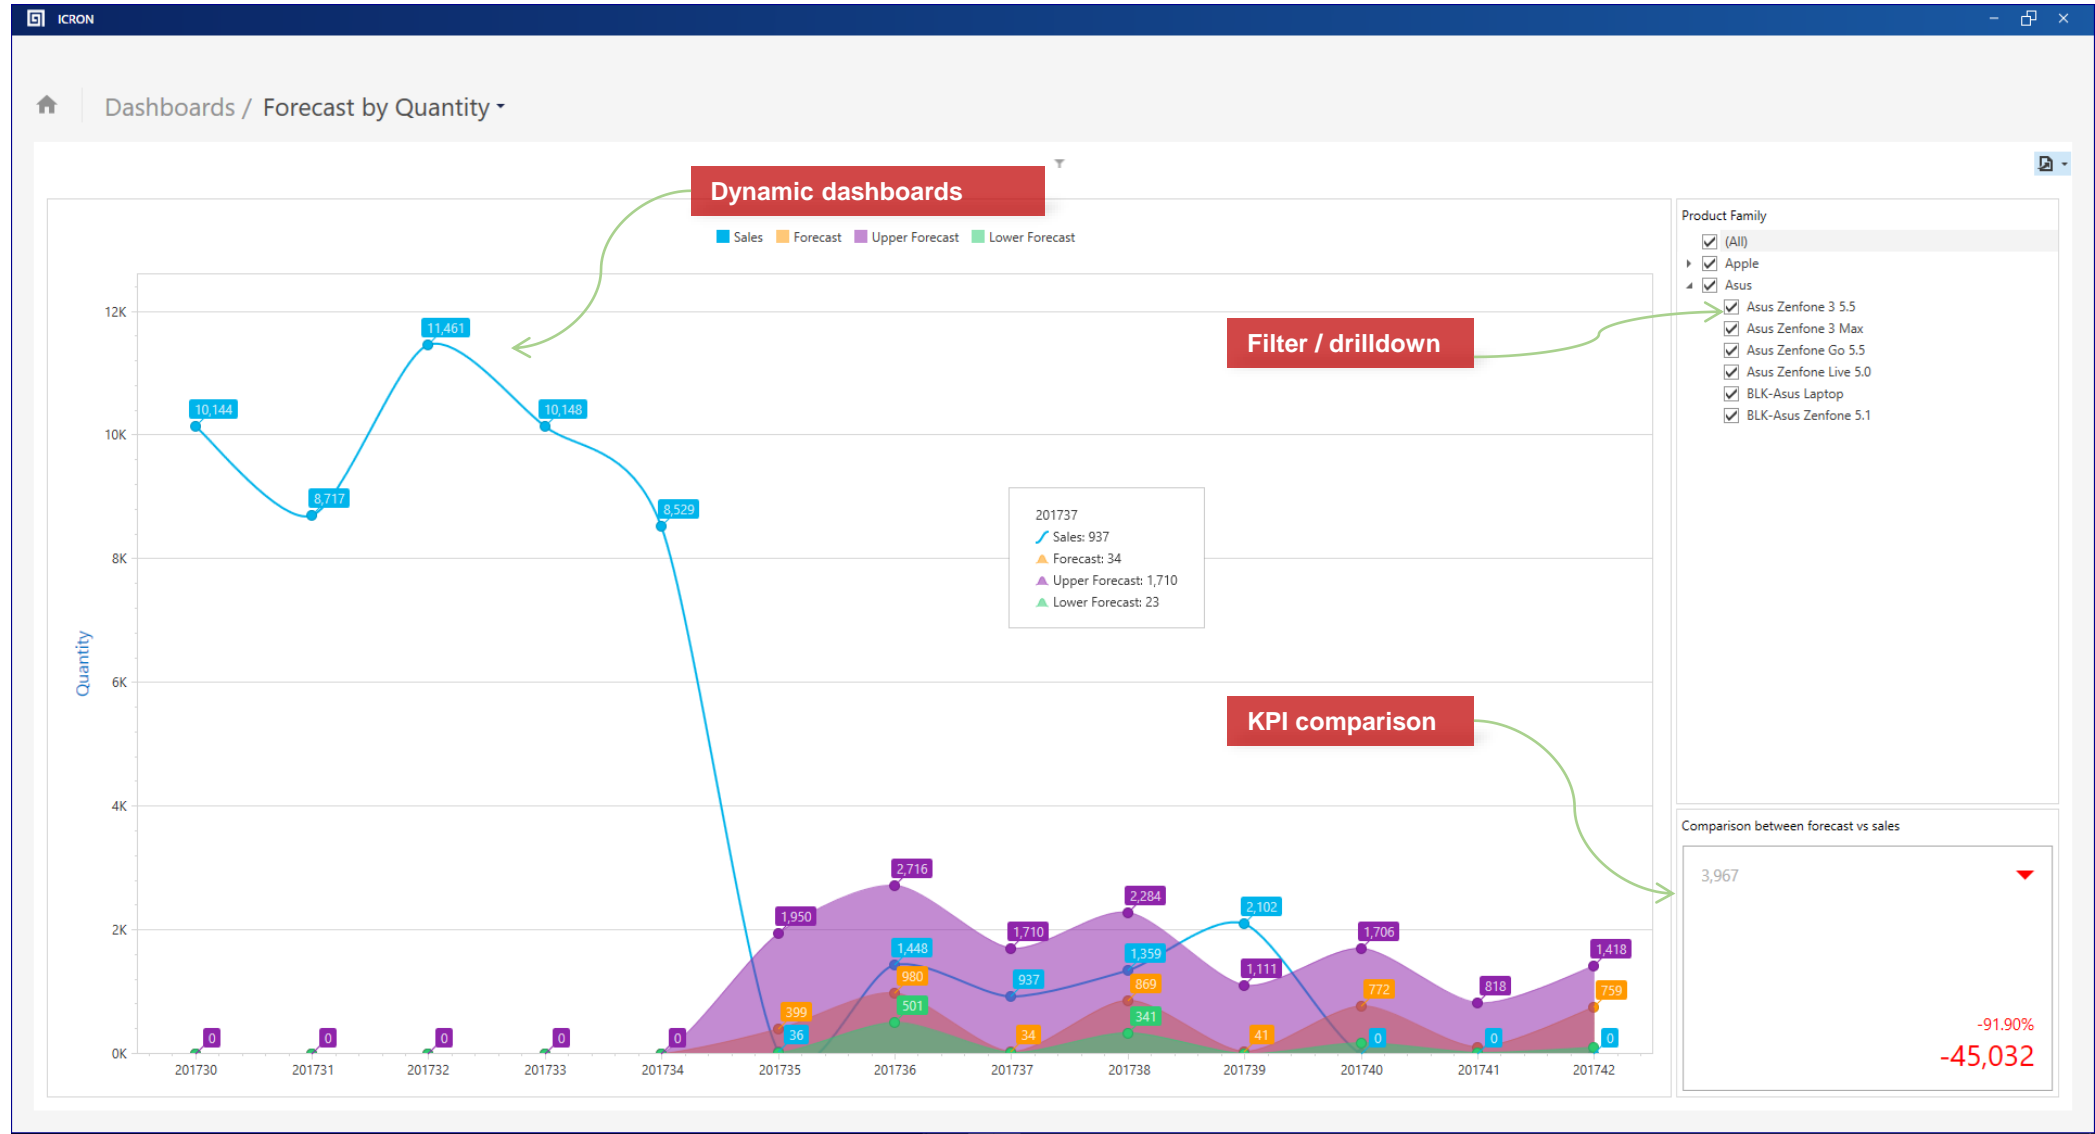 ICRON
Dashboards / Forecast by Quantity
Dynamic dashboards
Sales Forecast Upper Forecast Lower Forecast
12K
10K
8K
6K
4K
2K
0K
Quantity
10,144
8,717
11,461
10,148
8,529
201737
Sales: 937
Forecast: 34
Upper Forecast: 1,710
Lower Forecast: 23
0 0 0 0 0
1,950
399
36
2,716
1,448
980
501
1,710
937
34
2,284
1,359
869
341
2,102
1,111
41
1,706
772
0
818
0
1,418
759
0
201730 201731 201732 201733 201734 201735 201736 201737 201738 201739 201740 201741 201742
Product Family
(All)
Apple
Asus
Asus Zenfone 3 5.5
Asus Zenfone 3 Max
Asus Zenfone Go 5.5
Asus Zenfone Live 5.0
BLK-Asus Laptop
BLK-Asus Zenfone 5.1
Filter / drilldown
KPI comparison
Comparison between forecast vs sales
3,967
-91.90%
-45,032